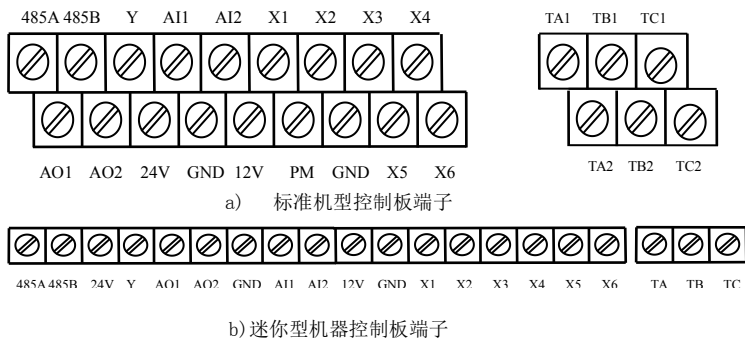 485A 485B Y AI1 AI2 X1 X2 X3 X4 TA1 TB1 TC1
AO1 AO2 24V GND 12V PM GND X5 X6 TA2 TB2 TC2
a) 标准机型控制板端子
485A 485B 24V Y AO1 AO2 GND AI1 AI2 12V GND X1 X2 X3 X4 X5 X6 TA TB TC
b)迷你型机器控制板端子